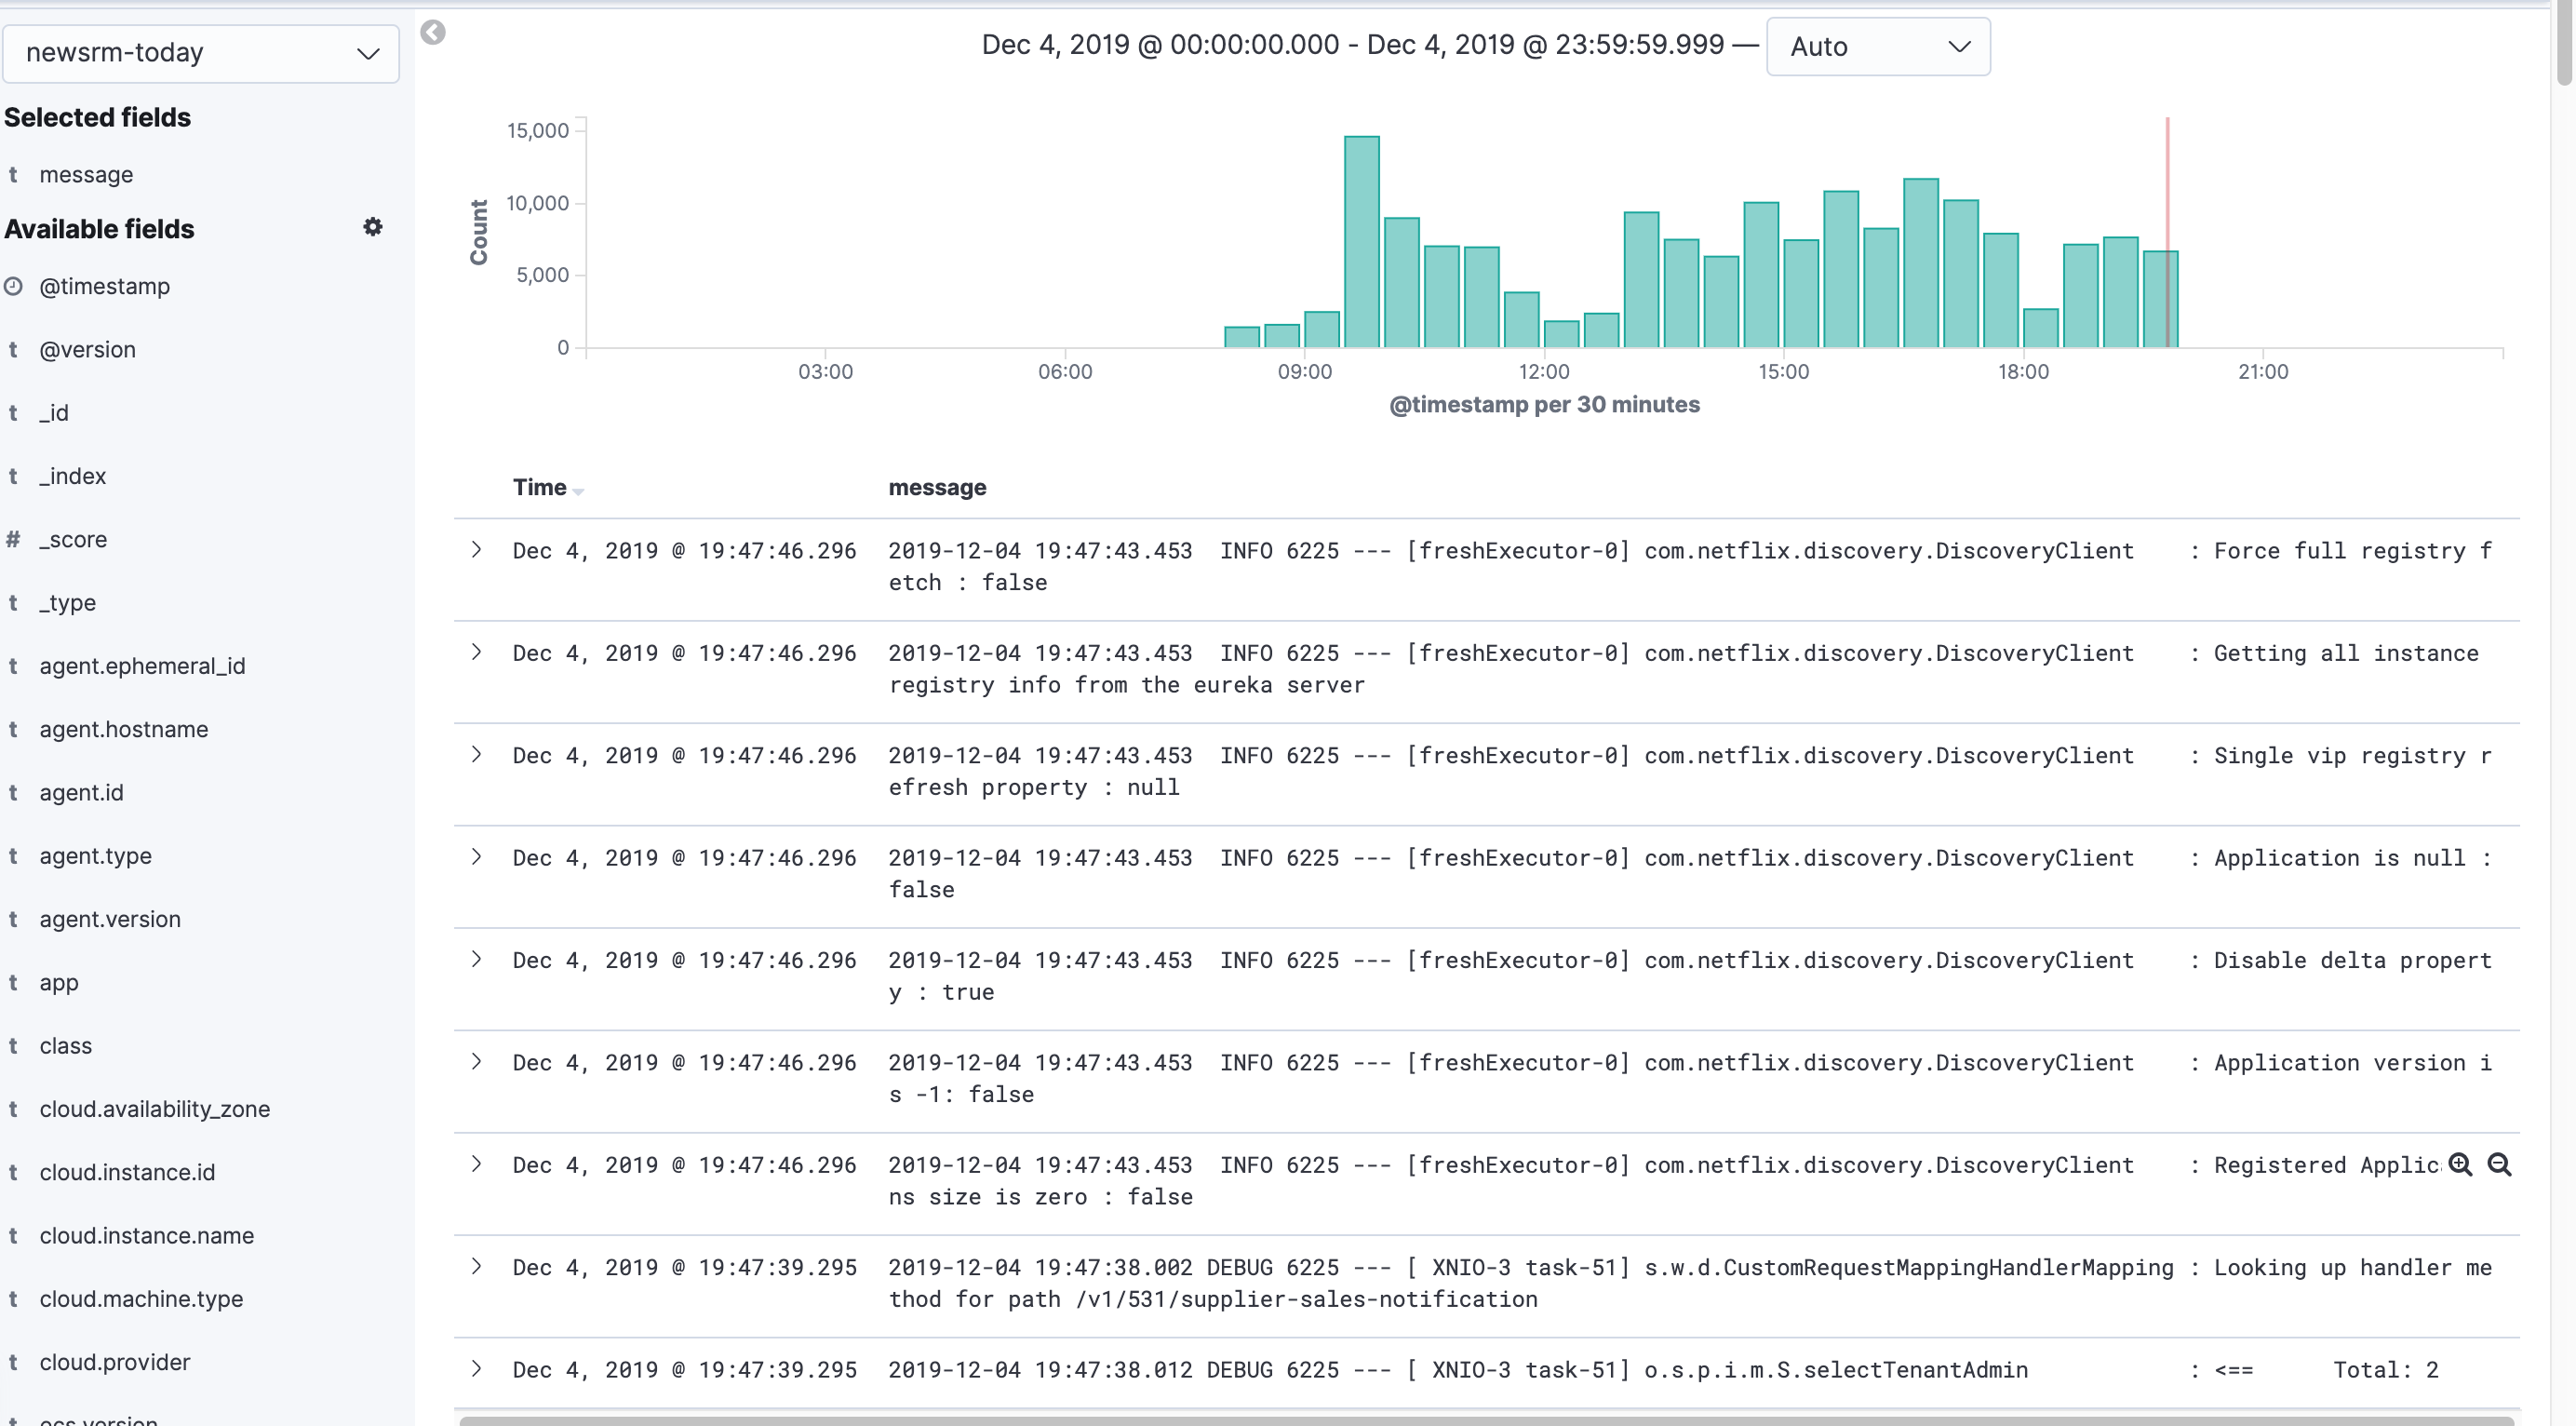 newsrm-today
Selected fields
t message
Available fields
@timestamp
t @version
t _id
t _index
# _score
t _type
t agent.ephemeral_id
t agent.hostname
t agent.id
t agent.type
t agent.version
t app
t class
t cloud.availability_zone
t cloud.instance.id
t cloud.instance.name
t cloud.machine.type
t cloud.provider
t ecs.version
Dec 4, 2019 @ 00:00:00.000 - Dec 4, 2019 @ 23:59:59.999 — Auto
Count
15,000
10,000
5,000
0
03:00 06:00 09:00 12:00 15:00 18:00 21:00
@timestamp per 30 minutes
Time message
Dec 4, 2019 @ 19:47:46.296 2019-12-04 19:47:43.453  INFO 6225 --- [freshExecutor-0] com.netflix.discovery.DiscoveryClient    : Force full registry f
etch : false
Dec 4, 2019 @ 19:47:46.296 2019-12-04 19:47:43.453  INFO 6225 --- [freshExecutor-0] com.netflix.discovery.DiscoveryClient    : Getting all instance
registry info from the eureka server
Dec 4, 2019 @ 19:47:46.296 2019-12-04 19:47:43.453  INFO 6225 --- [freshExecutor-0] com.netflix.discovery.DiscoveryClient    : Single vip registry r
efresh property : null
Dec 4, 2019 @ 19:47:46.296 2019-12-04 19:47:43.453  INFO 6225 --- [freshExecutor-0] com.netflix.discovery.DiscoveryClient    : Application is null :
false
Dec 4, 2019 @ 19:47:46.296 2019-12-04 19:47:43.453  INFO 6225 --- [freshExecutor-0] com.netflix.discovery.DiscoveryClient    : Disable delta propert
y : true
Dec 4, 2019 @ 19:47:46.296 2019-12-04 19:47:43.453  INFO 6225 --- [freshExecutor-0] com.netflix.discovery.DiscoveryClient    : Application version i
s -1: false
Dec 4, 2019 @ 19:47:46.296 2019-12-04 19:47:43.453  INFO 6225 --- [freshExecutor-0] com.netflix.discovery.DiscoveryClient    : Registered Applic
ns size is zero : false
Dec 4, 2019 @ 19:47:39.295 2019-12-04 19:47:38.002 DEBUG 6225 --- [ XNIO-3 task-51] s.w.d.CustomRequestMappingHandlerMapping : Looking up handler me
thod for path /v1/531/supplier-sales-notification
Dec 4, 2019 @ 19:47:39.295 2019-12-04 19:47:38.012 DEBUG 6225 --- [ XNIO-3 task-51] o.s.p.i.m.S.selectTenantAdmin            : <==      Total: 2